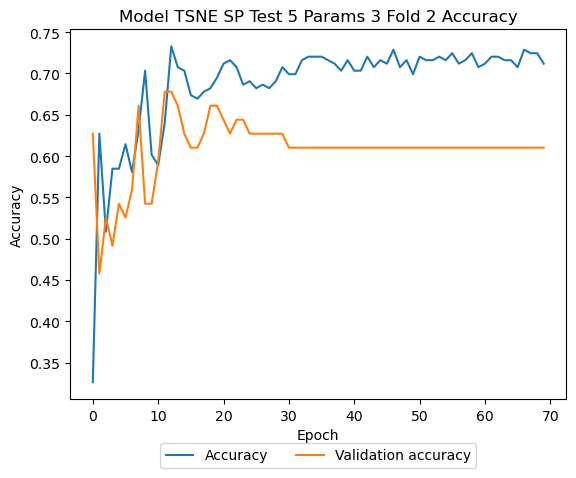 Model TSNE SP Test 5 Params 3 Fold 2 Accuracy
0.75
0.70
0.65
0.60
0.55
0.50
0.45
0.40
0.35
Accuracy
0 10 20 30 40 50 60 70
Epoch
Accuracy Validation accuracy